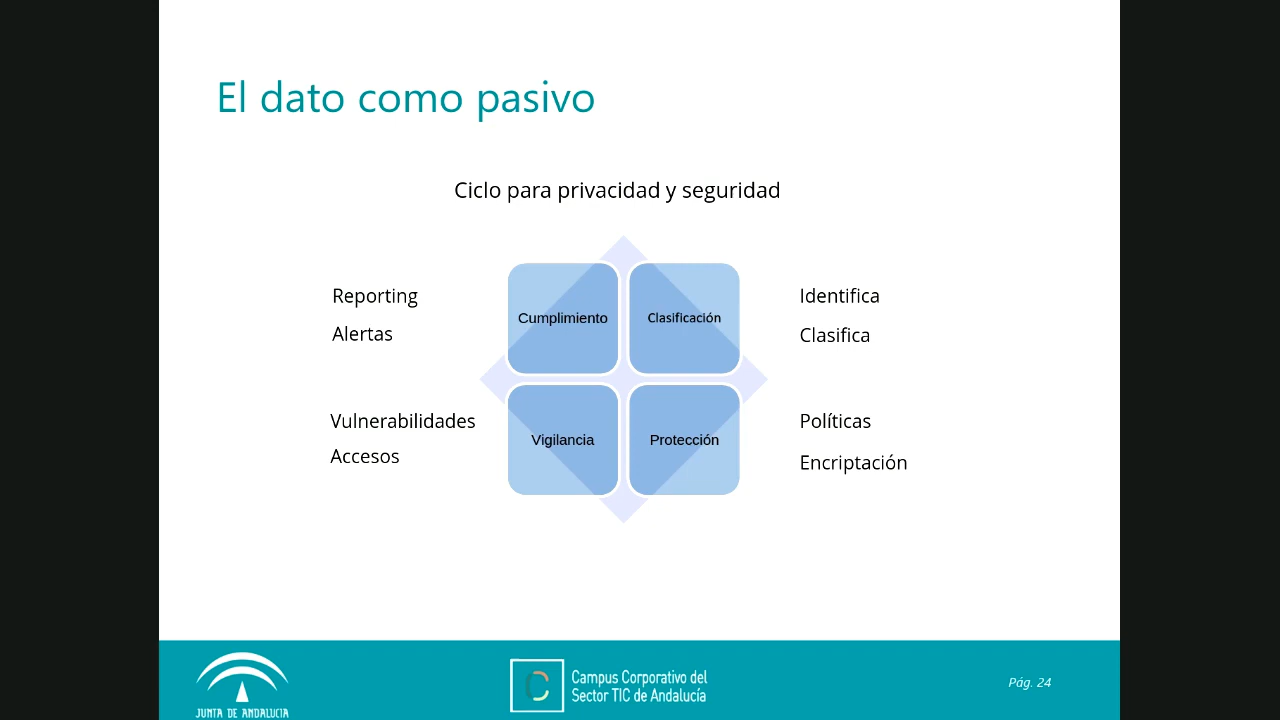 El dato como pasivo
Ciclo para privacidad y seguridad
Reporting
Alertas
Cumplimiento
Clasificación
Identifica
Clasifica
Vulnerabilidades
Accesos
Vigilancia
Protección
Políticas
Encriptación
JUNTA DE ANDALUCIA
Campus Corporativo del
Sector TIC de Andalucía
Pág. 24